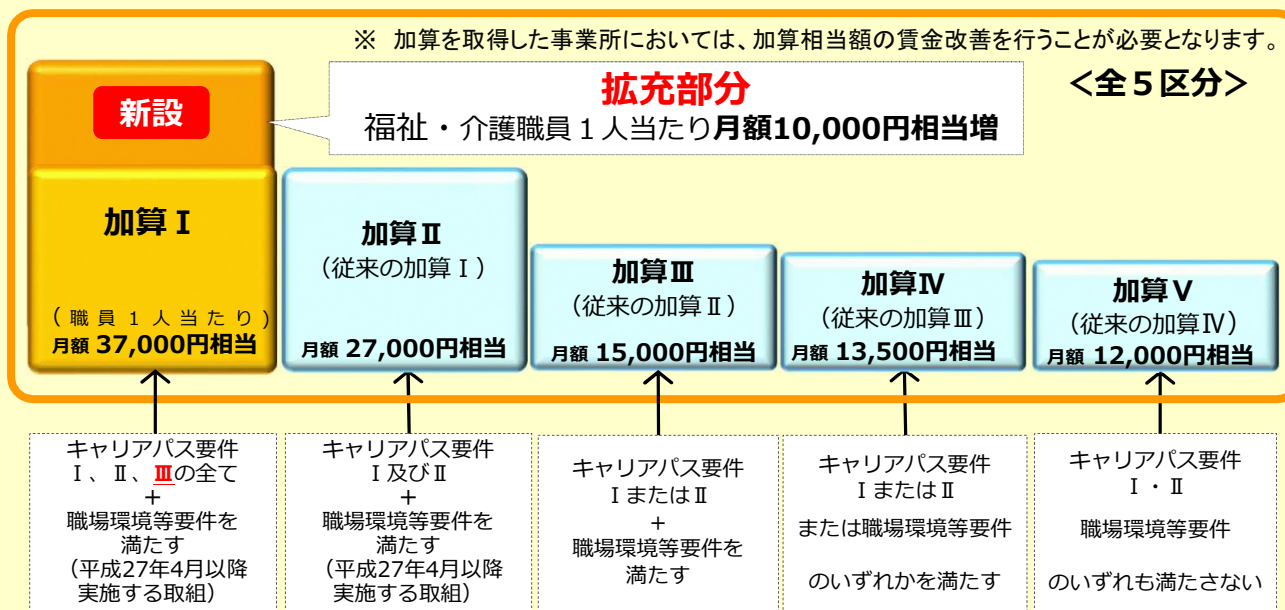 ※ 加算を取得した事業所においては、加算相当額の賃金改善を行うことが必要となります。
<全5区分>
新設
拡充部分
福祉・介護職員1人当たり月額10,000円相当増
加算Ⅰ
(職員1人当たり)
月額 37,000円相当
加算Ⅱ
(従来の加算Ⅰ)
月額 27,000円相当
加算Ⅲ
(従来の加算Ⅱ)
月額 15,000円相当
加算Ⅳ
(従来の加算Ⅲ)
月額 13,500円相当
加算Ⅴ
(従来の加算Ⅳ)
月額 12,000円相当
キャリアパス要件
Ⅰ、Ⅱ、Ⅲの全て
+
職場環境等要件を
満たす
(平成27年4月以降
実施する取組)
キャリアパス要件
Ⅰ及びⅡ
+
職場環境等要件を
満たす
(平成27年4月以降
実施する取組)
キャリアパス要件
ⅠまたはⅡ
+
職場環境等要件を
満たす
キャリアパス要件
ⅠまたはⅡ
または職場環境等要件
のいずれかを満たす
キャリアパス要件
Ⅰ・Ⅱ
職場環境等要件
のいずれも満たさない